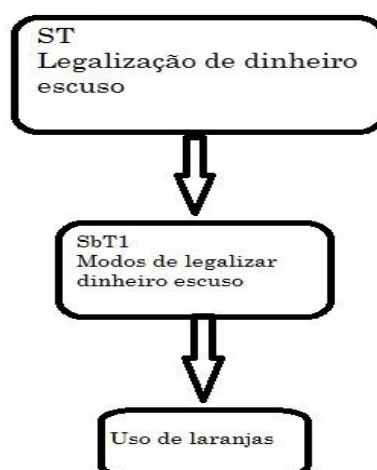 ST
Legalização de dinheiro
escuso
SbT1
Modos de legalizar
dinheiro escuso
Uso de laranjas